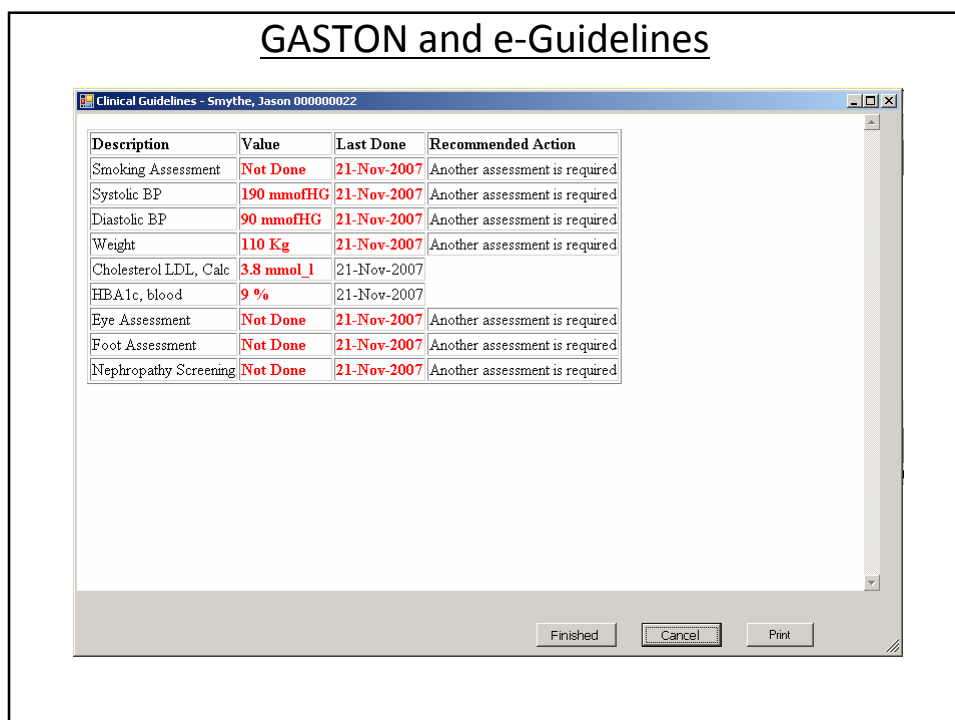 GASTON and e-Guidelines
Clinical Guidelines - Smythe, Jason 000000022
Description Value Last Done Recommended Action
Smoking Assessment Not Done 21-Nov-2007 Another assessment is required
Systolic BP 190 mmofHG 21-Nov-2007 Another assessment is required
Diastolic BP 90 mmofHG 21-Nov-2007 Another assessment is required
Weight 110 Kg 21-Nov-2007 Another assessment is required
Cholesterol LDL, Calc 3.8 mmol_l 21-Nov-2007
HBA1c, blood 9 % 21-Nov-2007
Eye Assessment Not Done 21-Nov-2007 Another assessment is required
Foot Assessment Not Done 21-Nov-2007 Another assessment is required
Nephropathy Screening Not Done 21-Nov-2007 Another assessment is required
Finished Cancel Print